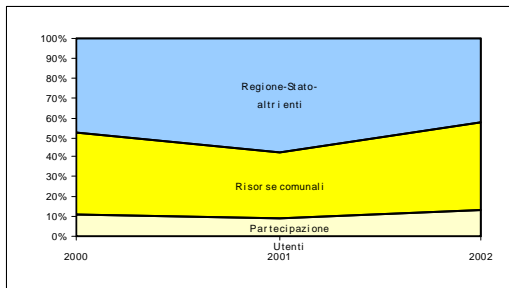 100%
90%
80%
70%
60%
50%
40%
30%
20%
10%
0%
Regione-Stato-
altri enti
Risorse comunali
Partecipazione
Utenti
2000
2001
2002